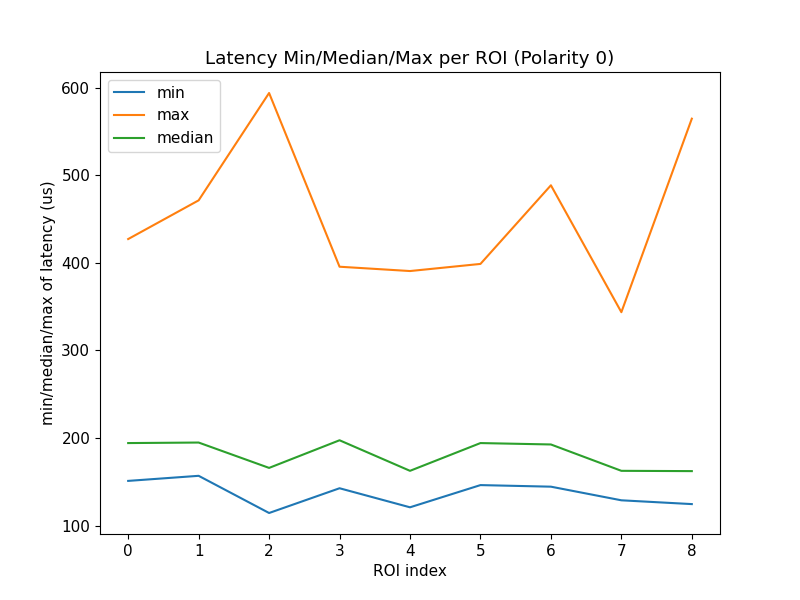 Latency Min/Median/Max per ROI (Polarity 0)
min
max
median
600
500
400
300
200
100
min/median/max of latency (us)
0 1 2 3 4 5 6 7 8
ROI index